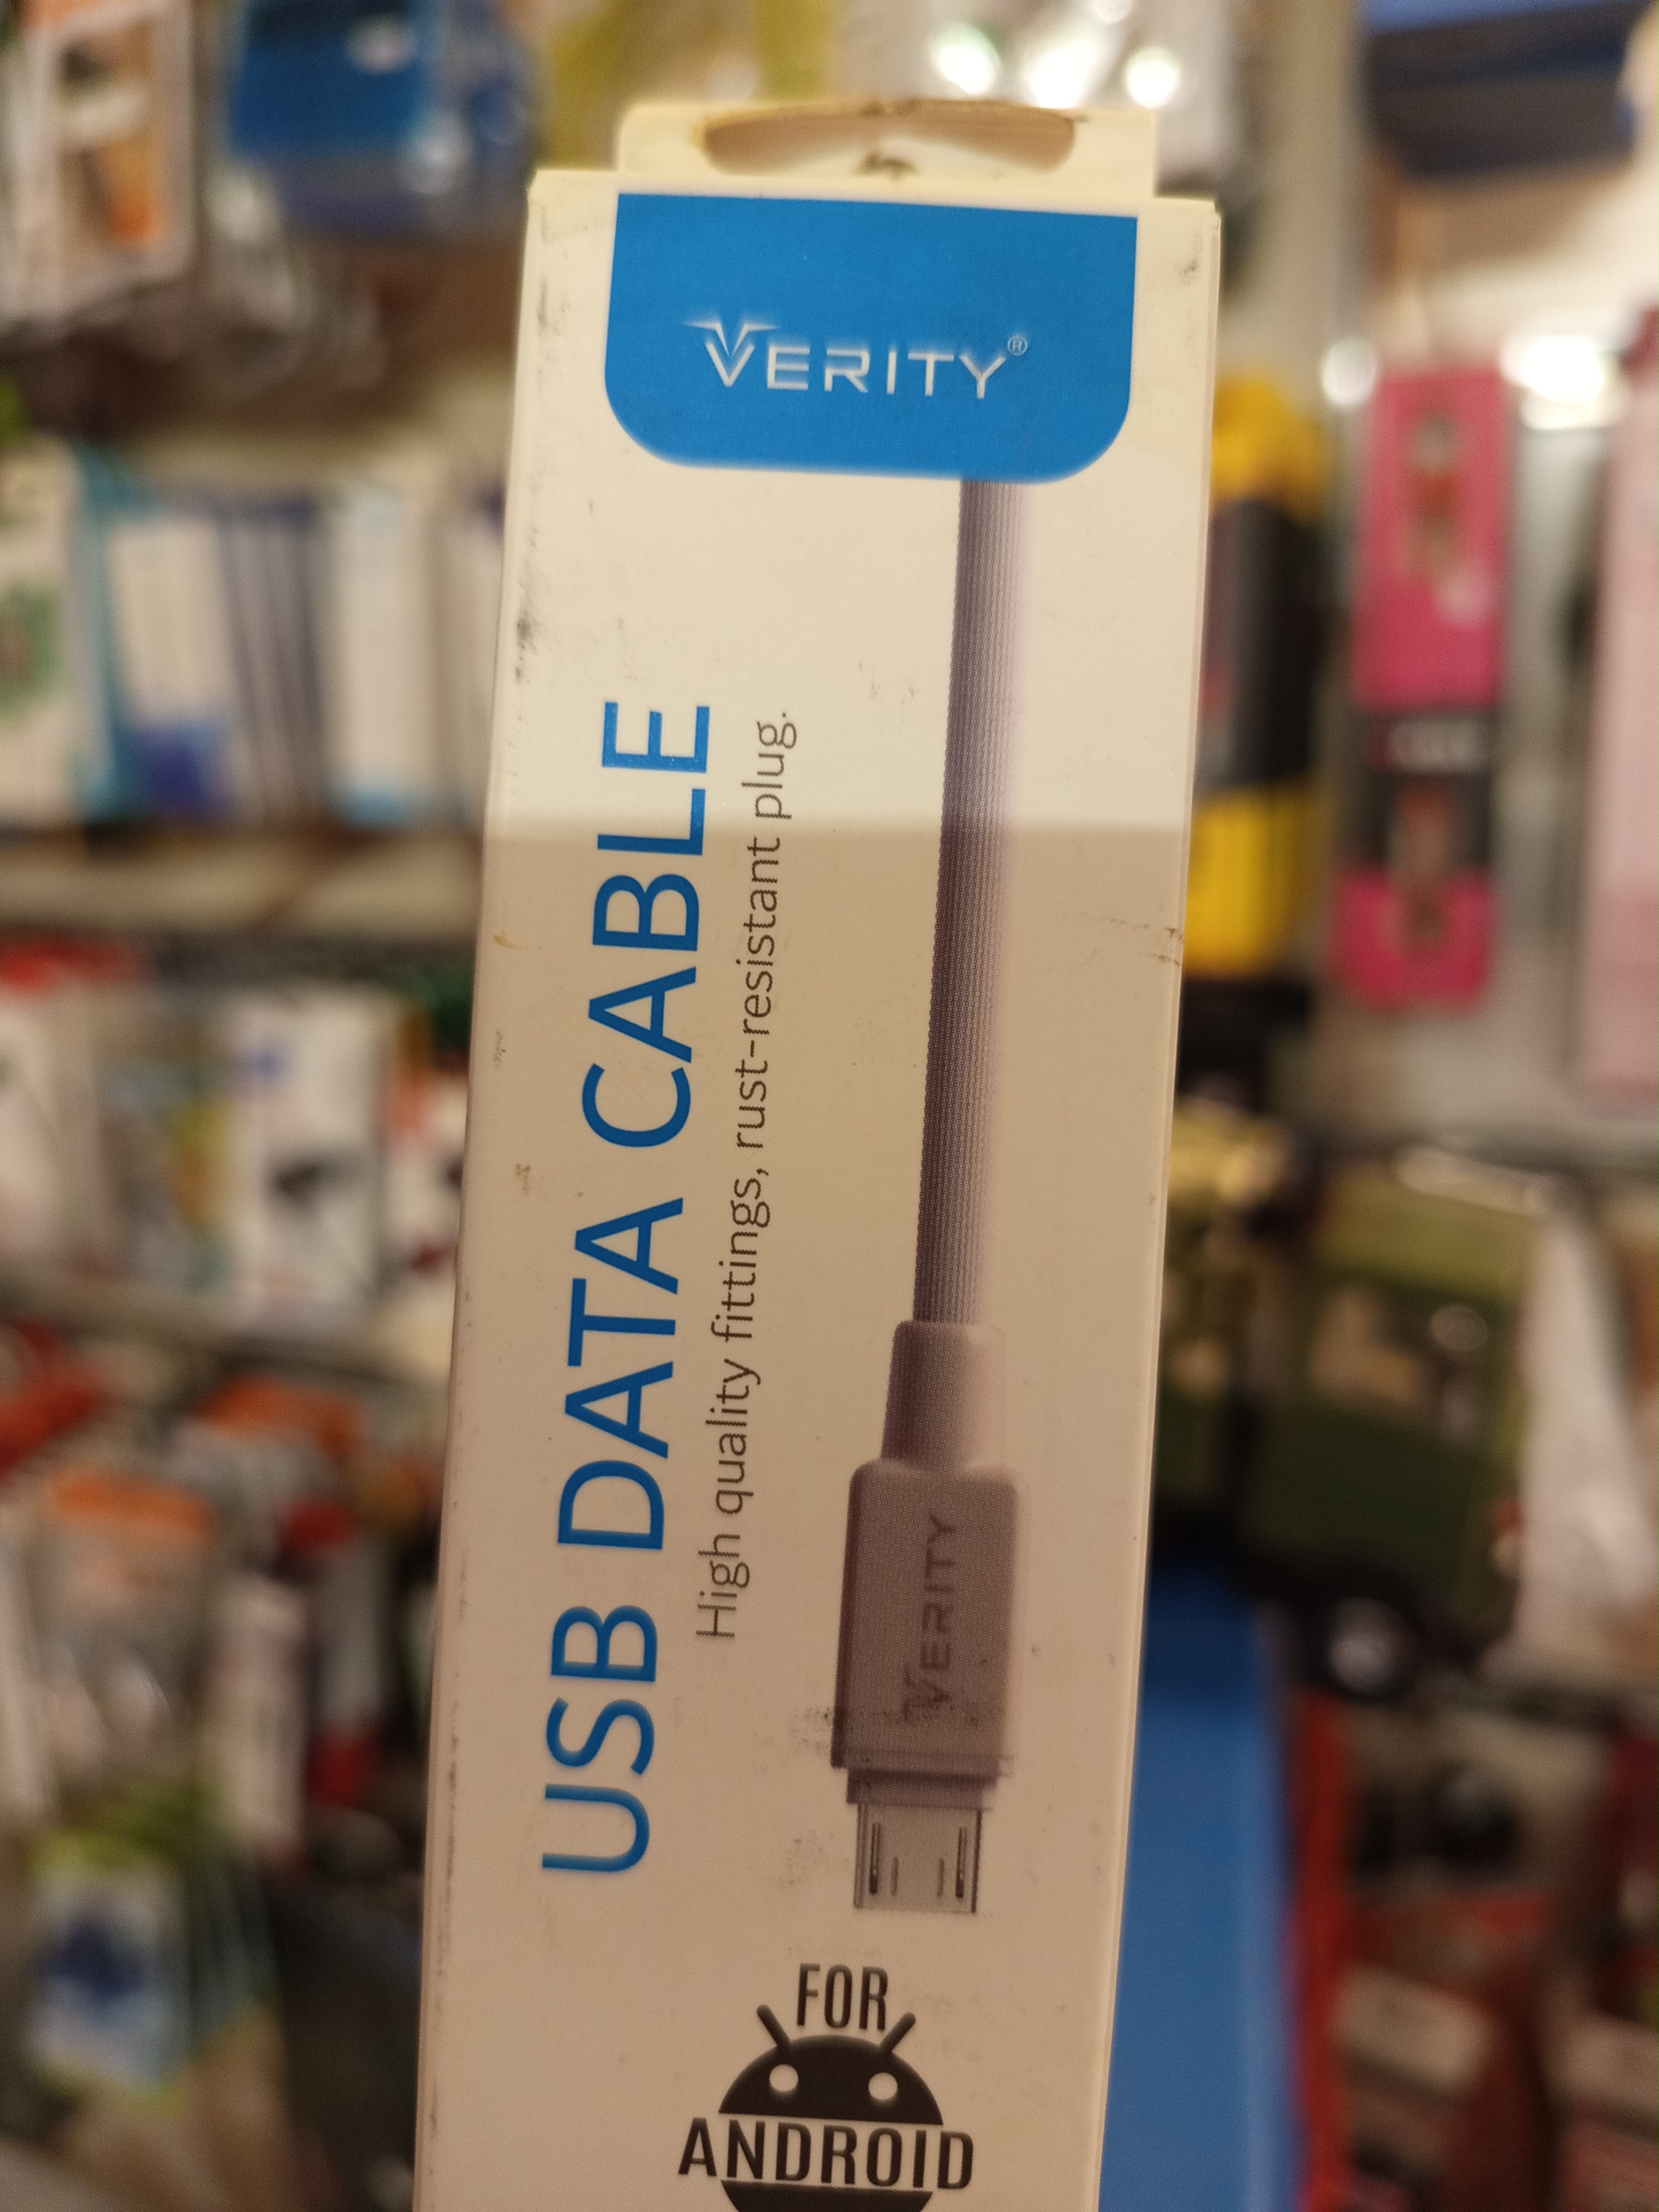 VERITY®
USB DATA CABLE
High quality fittings, rust-resistant plug.
VERITY
FOR
ANDROID